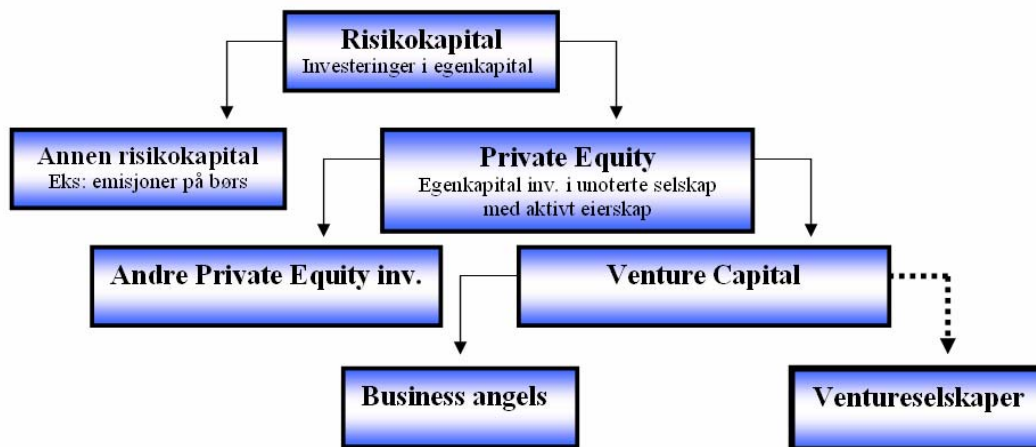 Risikokapital
Investeringer i egenkapital
Annen risikokapital
Eks: emisjoner på børs
Private Equity
Egenkapital inv. i unoterte selskap
med aktivt eierskap
Andre Private Equity inv.
Venture Capital
Business angels
Ventureselskaper